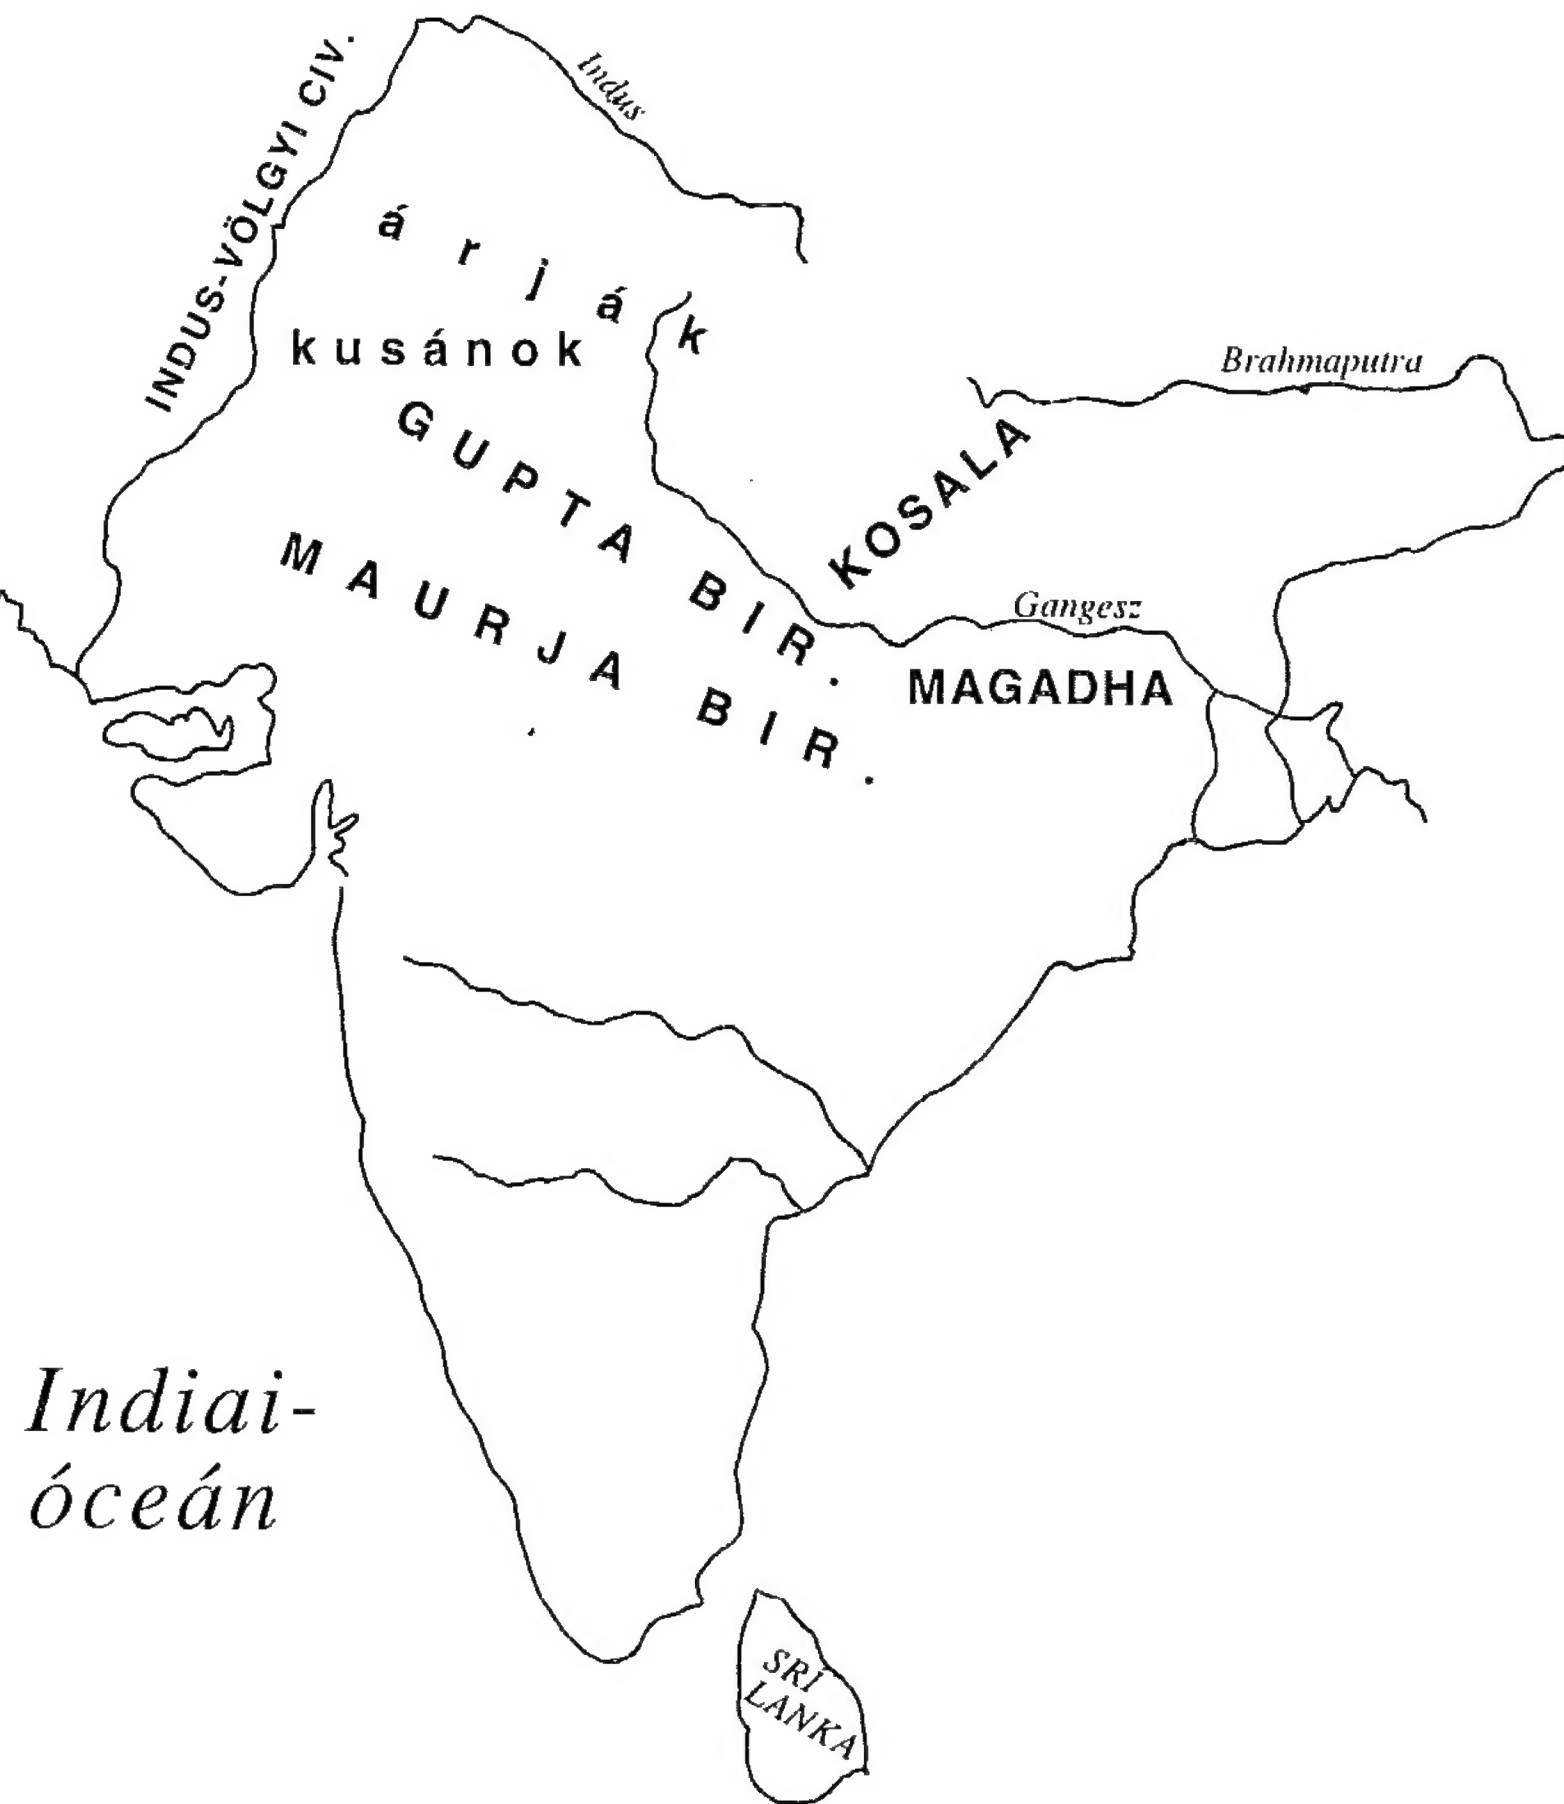 INDUS-VÖLGYI CIV.
Indus
árják
kusánok
Brahmaputra
GUPTA BIR.
KOSALA
MAURJA BIR.
Gangesz
MAGADHA
Indiai-
óceán
SRI
LANKA